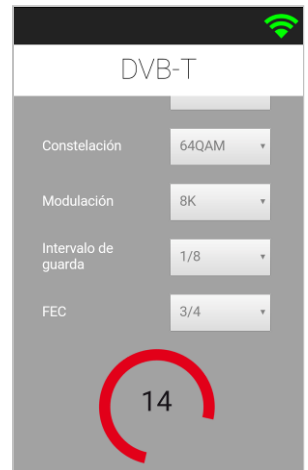 DVB-T
Constelación 64QAM
Modulación 8K
Intervalo de
guarda 1/8
FEC 3/4
14